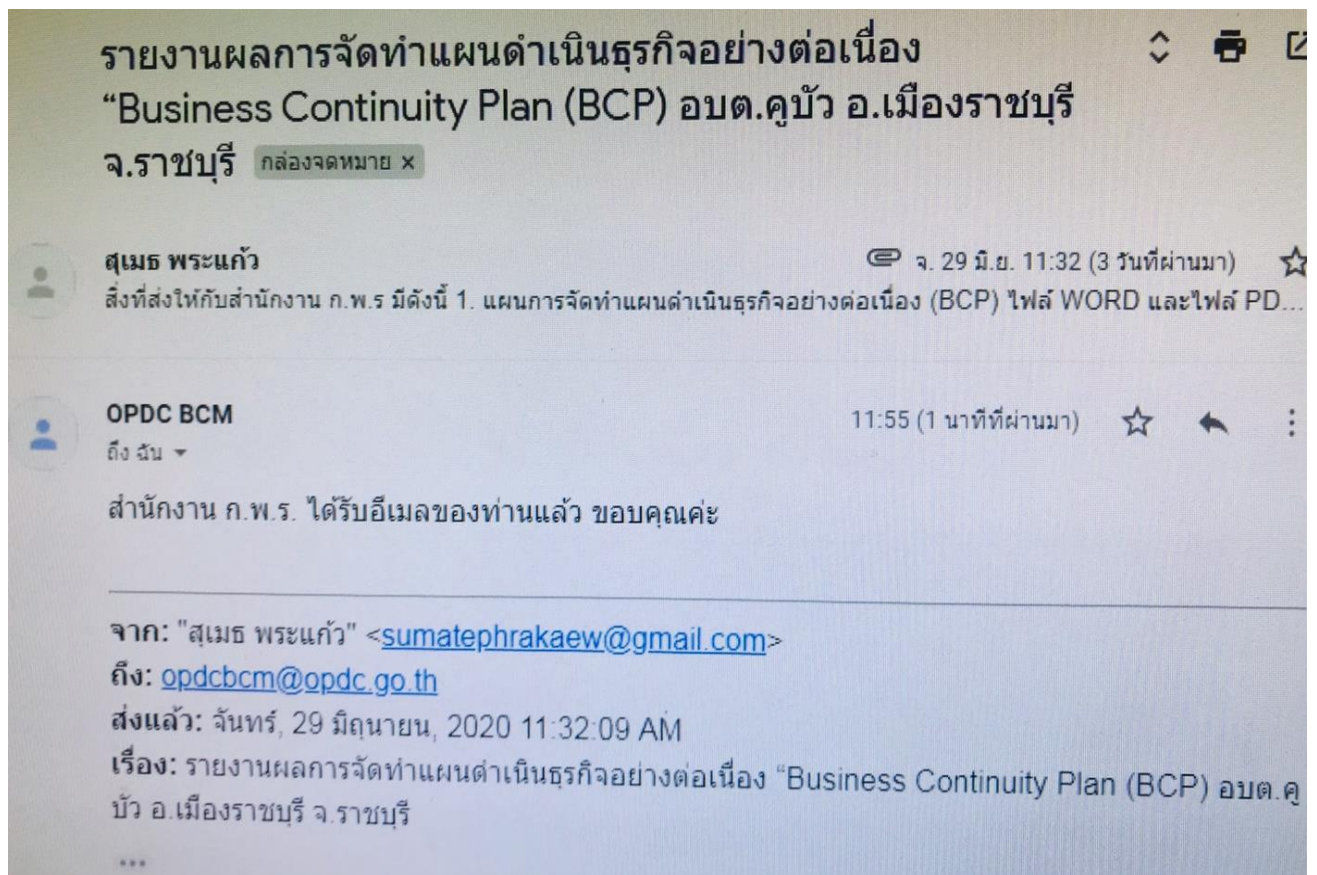 รายงานผลการจัดทำแผนดำเนินธุรกิจอย่างต่อเนื่อง
“Business Continuity Plan (BCP) อบต.คูบัว อ.เมืองราชบุรี
จ.ราชบุรี กล่องจดหมาย ×
สุเมธ พระแก้ว จ. 29 มิ.ย. 11:32 (3 วันที่ผ่านมา)
สิ่งที่ส่งให้กับสำนักงาน ก.พ.ร มีดังนี้ 1. แผนการจัดทำแผนดำเนินธุรกิจอย่างต่อเนื่อง (BCP) ไฟล์ WORD และไฟล์ PD...
OPDC BCM 11:55 (1 นาทีที่ผ่านมา)
ถึง ฉัน
สำนักงาน ก.พ.ร. ได้รับอีเมลของท่านแล้ว ขอบคุณค่ะ
จาก: "สุเมธ พระแก้ว" <sumatephrakaew@gmail.com>
ถึง: opdcbcm@opdc.go.th
ส่งแล้ว: จันทร์, 29 มิถุนายน, 2020 11:32:09 AM
เรื่อง: รายงานผลการจัดทำแผนดำเนินธุรกิจอย่างต่อเนื่อง “Business Continuity Plan (BCP) อบต.คู
บัว อ.เมืองราชบุรี จ.ราชบุรี
...